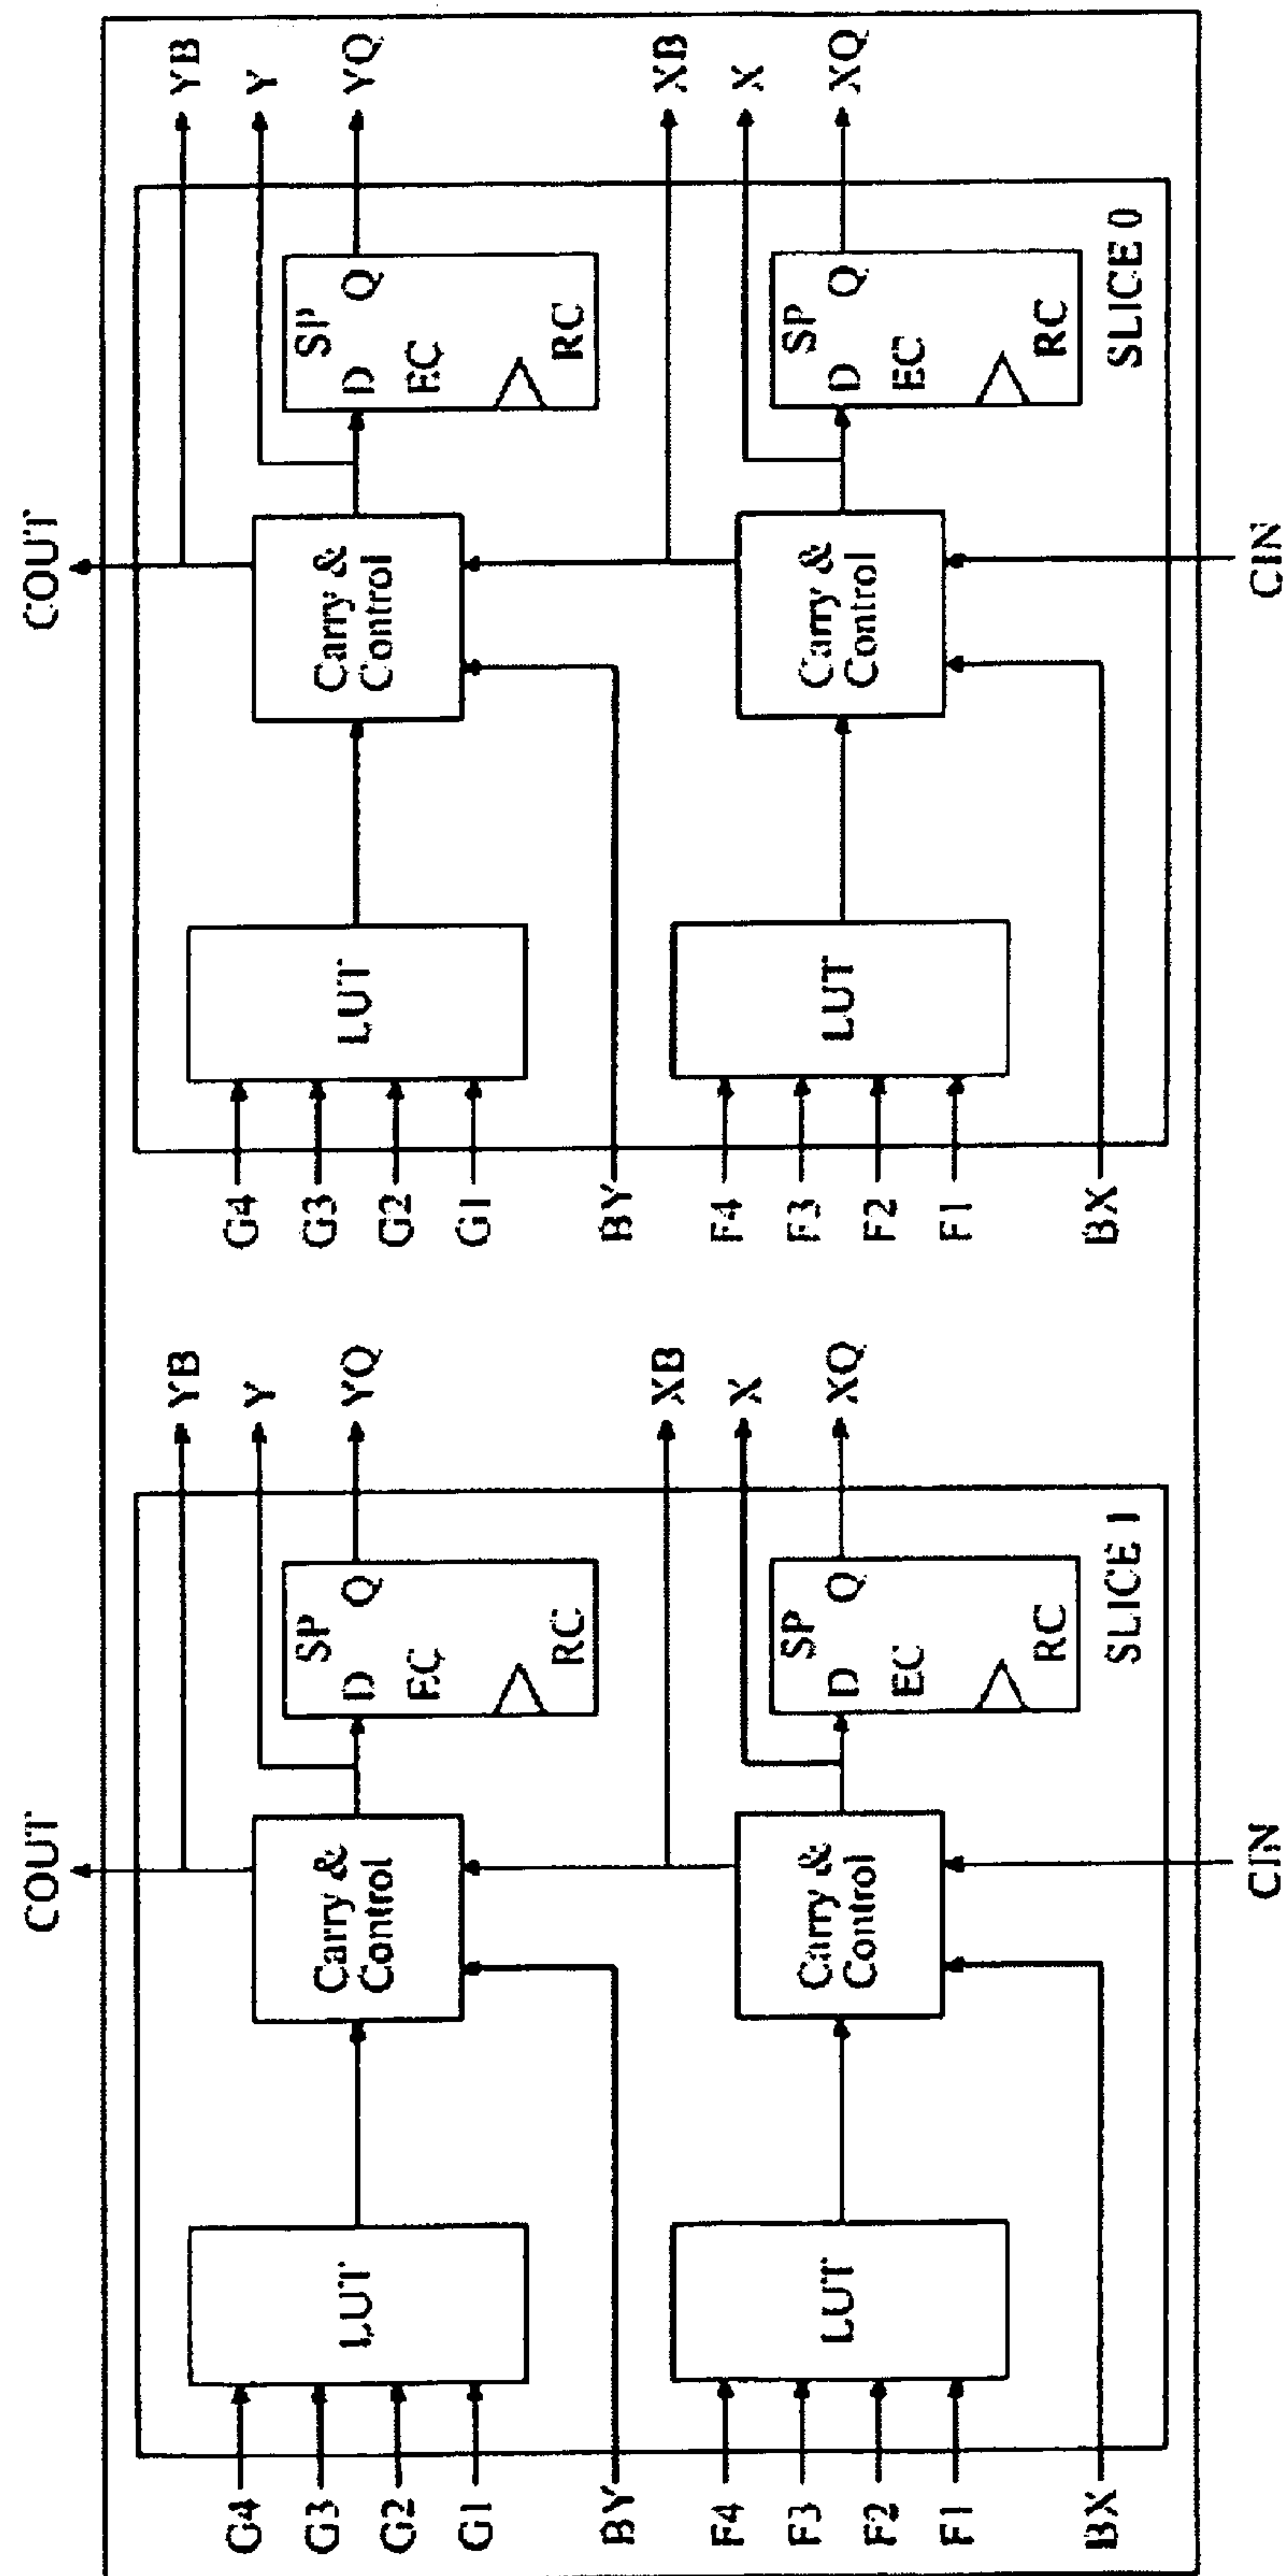 COUT
COUT
YB
Y
YQ
G4
G3
G2
G1
LUT
Carry &
Control
SP
D Q
EC
RC
BY
XB
X
XQ
F4
F3
F2
F1
LUT
Carry &
Control
SP
D Q
EC
RC
BX
SLICE 1
CIN
YB
Y
YQ
G4
G3
G2
G1
LUT
Carry &
Control
SP
D Q
EC
RC
BY
XB
X
XQ
F4
F3
F2
F1
LUT
Carry &
Control
SP
D Q
EC
RC
BX
SLICE 0
CIN